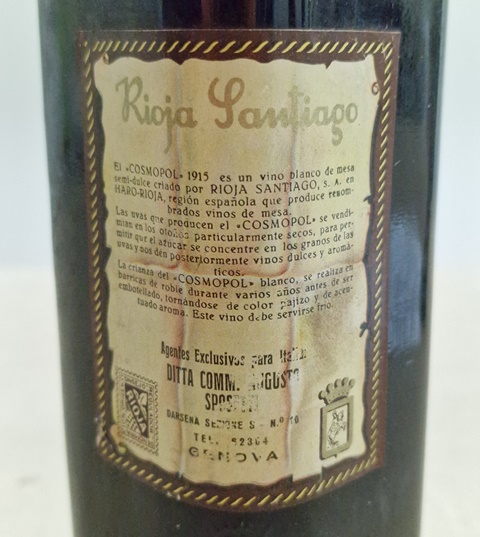 Rioja Santiago
El «COSMOPOL» 1915 es un vino blanco de mesa
semi-dulce criado por RIOJA SANTIAGO, S. A. en
HARO-RIOJA, región española que produce renom-
brados vinos de mesa.
Las uvas que producen el «COSMOPOL» se vendi-
mian en los otoños particularmente secos, para per-
mitir que el azúcar se concentre en los granos de las
uvas y nos den posteriormente vinos dulces y aromá-
ticos.
La crianza del «COSMOPOL» blanco, se realiza en
barricas de roble durante varios años antes de ser
embotellado, tornándose de color pajizo y de acen-
tuado aroma. Este vino debe servirse frío.
Agentes Exclusivos para Italia:
DITTA COMM. AUGUSTO
DARSENA SEZIONE S - N.º
TEL. 52364
GENOVA
RIOJA